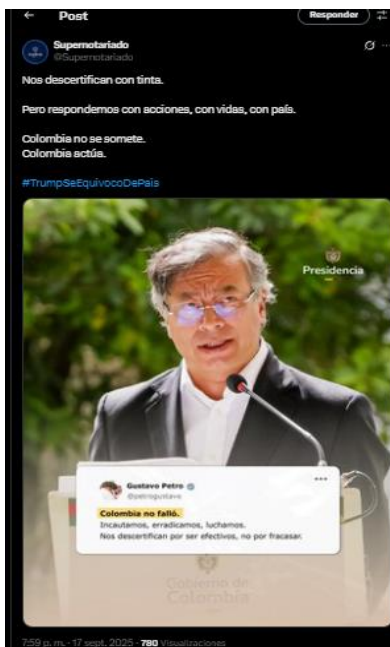 Post
Responder
Supernotariado
@Supernotariado
Nos descertifican con tinta.
Pero respondemos con acciones, con vidas, con país.
Colombia no se somete.
Colombia actúa.
#TrumpSeEquivocoDePais
Presidencia
Gustavo Petro
@petrogustavo
Colombia no falló.
Incautamos, erradicamos, luchamos.
Nos descertifican por ser efectivos, no por fracasar.
Gobierno de
Colombia
7:59 p. m. · 17 sept. 2025 · 780 Visualizaciones